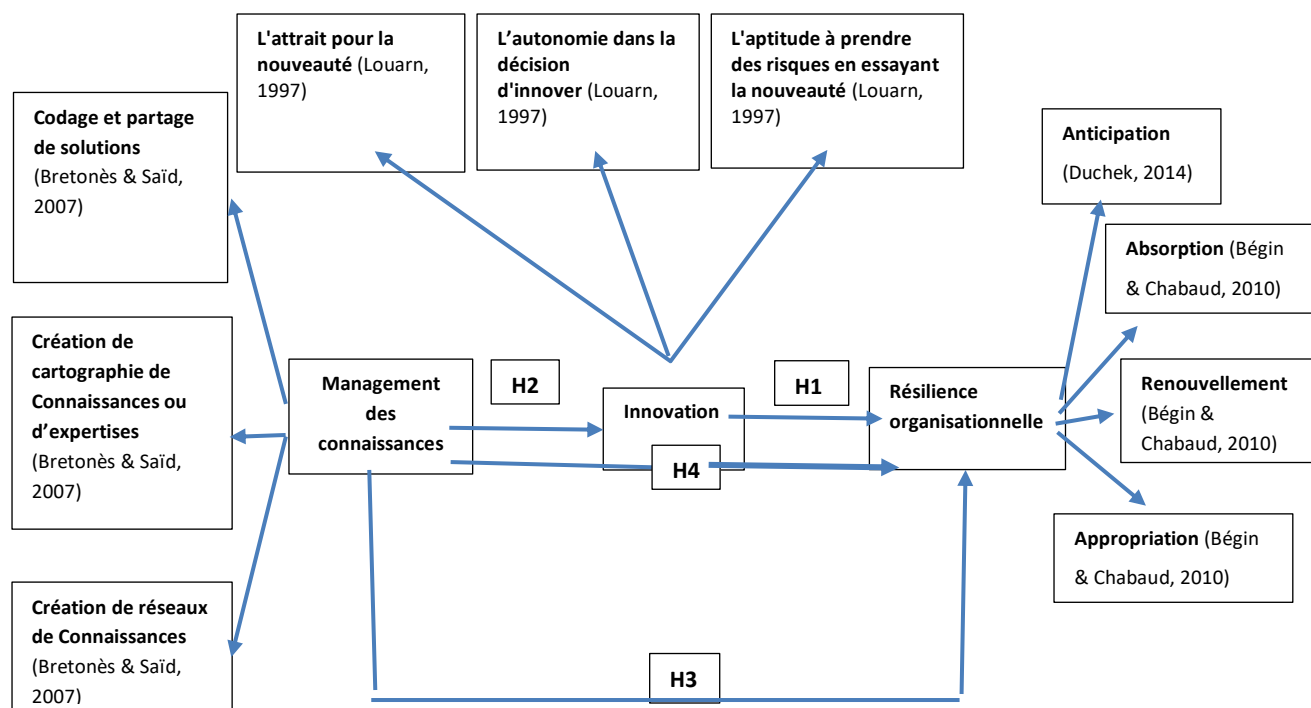 L'attrait pour la
nouveauté (Louarn,
1997)
L’autonomie dans la
décision
d'innover (Louarn,
1997)
L'aptitude à prendre
des risques en essayant
la nouveauté (Louarn,
1997)
Codage et partage
de solutions
(Bretonès & Saïd,
2007)
Anticipation
(Duchek, 2014)
Absorption (Bégin
& Chabaud, 2010)
Création de
cartographie de
Connaissances ou
d’expertises
(Bretonès & Saïd,
2007)
Management
des
connaissances
H2
Innovation
H1
Résilience
organisationnelle
Renouvellement
(Bégin &
Chabaud, 2010)
H4
Appropriation (Bégin
& Chabaud, 2010)
Création de réseaux
de Connaissances
(Bretonès & Saïd,
2007)
H3